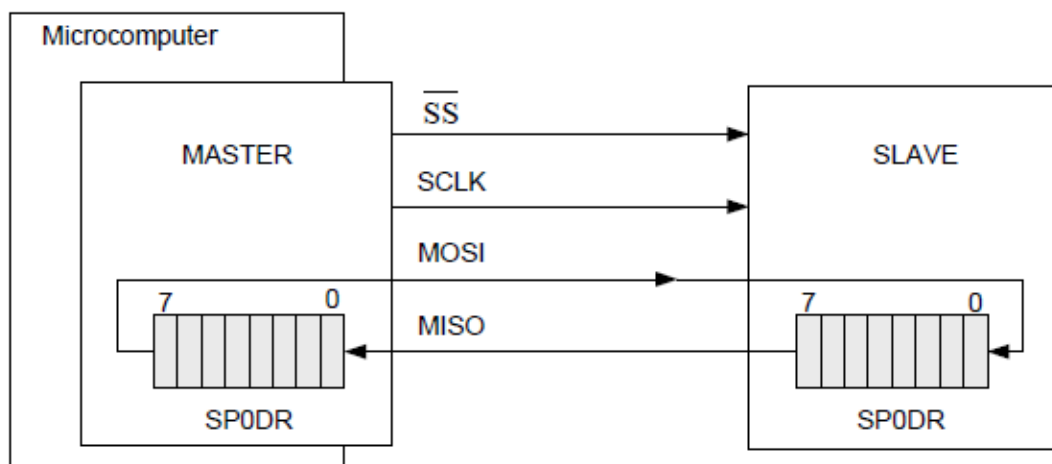 Microcomputer
SS
MASTER
SLAVE
SCLK
MOSI
7
0
7
0
MISO
SP0DR
SP0DR